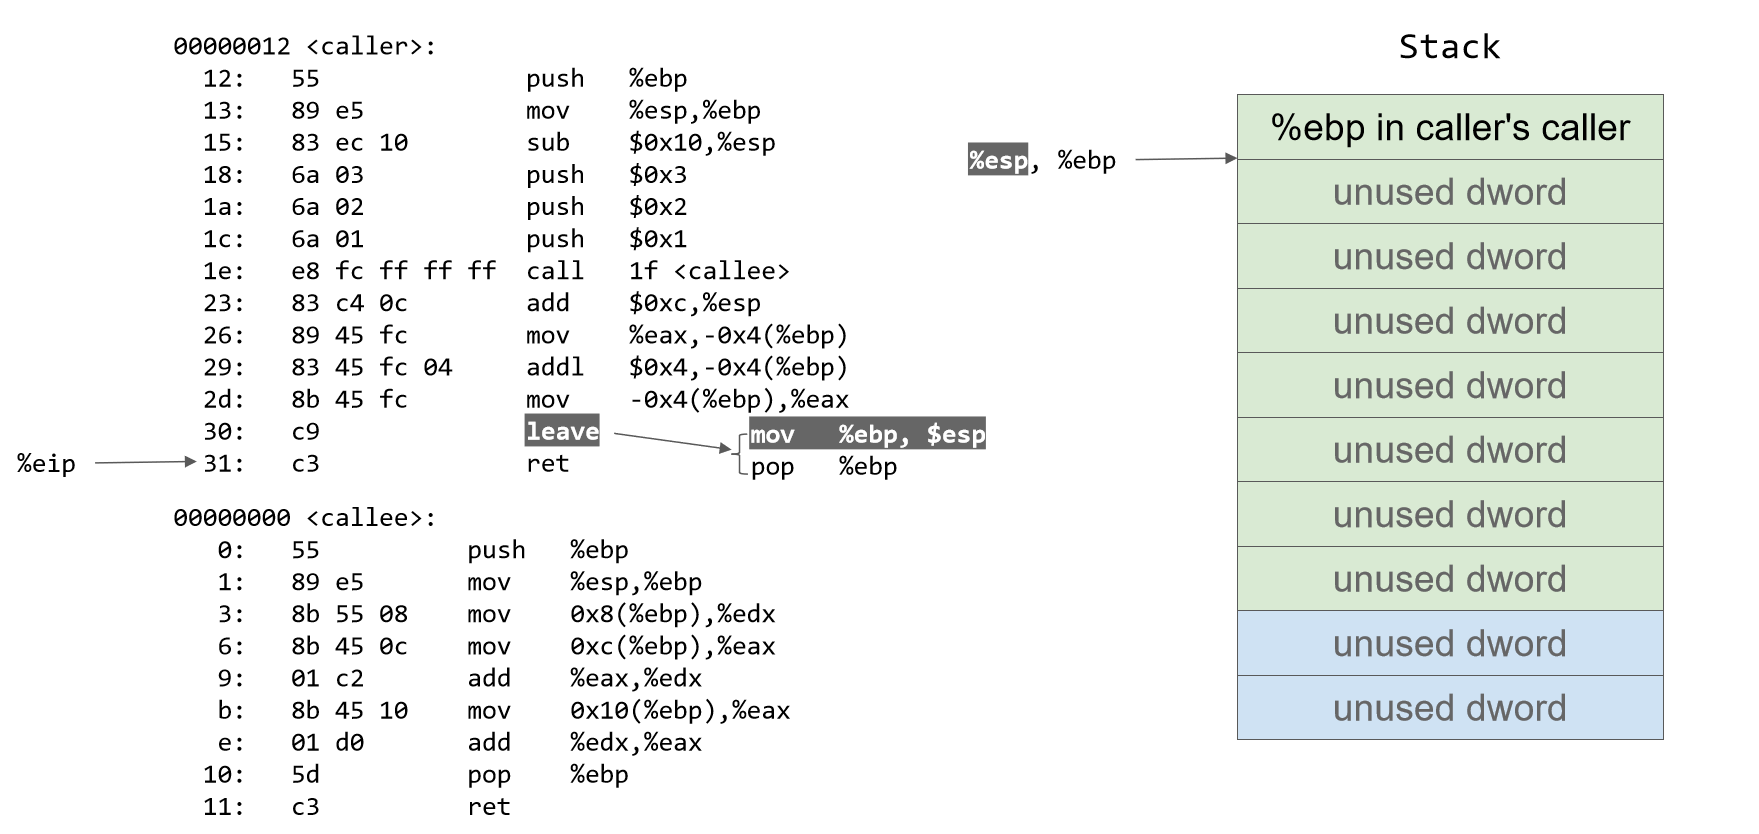 00000012 <caller>:
12: 55 push %ebp
13: 89 e5 mov %esp,%ebp
15: 83 ec 10 sub $0x10,%esp
18: 6a 03 push $0x3
1a: 6a 02 push $0x2
1c: 6a 01 push $0x1
1e: e8 fc ff ff ff call 1f <callee>
23: 83 c4 0c add $0xc,%esp
26: 89 45 fc mov %eax,-0x4(%ebp)
29: 83 45 fc 04 addl $0x4,-0x4(%ebp)
2d: 8b 45 fc mov -0x4(%ebp),%eax
30: c9 leave
mov %ebp, $esp
%eip
31: c3 ret
pop %ebp
00000000 <callee>:
0: 55 push %ebp
1: 89 e5 mov %esp,%ebp
3: 8b 55 08 mov 0x8(%ebp),%edx
6: 8b 45 0c mov 0xc(%ebp),%eax
9: 01 c2 add %eax,%edx
b: 8b 45 10 mov 0x10(%ebp),%eax
e: 01 d0 add %edx,%eax
10: 5d pop %ebp
11: c3 ret
Stack
%esp, %ebp
%ebp in caller's caller
unused dword
unused dword
unused dword
unused dword
unused dword
unused dword
unused dword
unused dword
unused dword